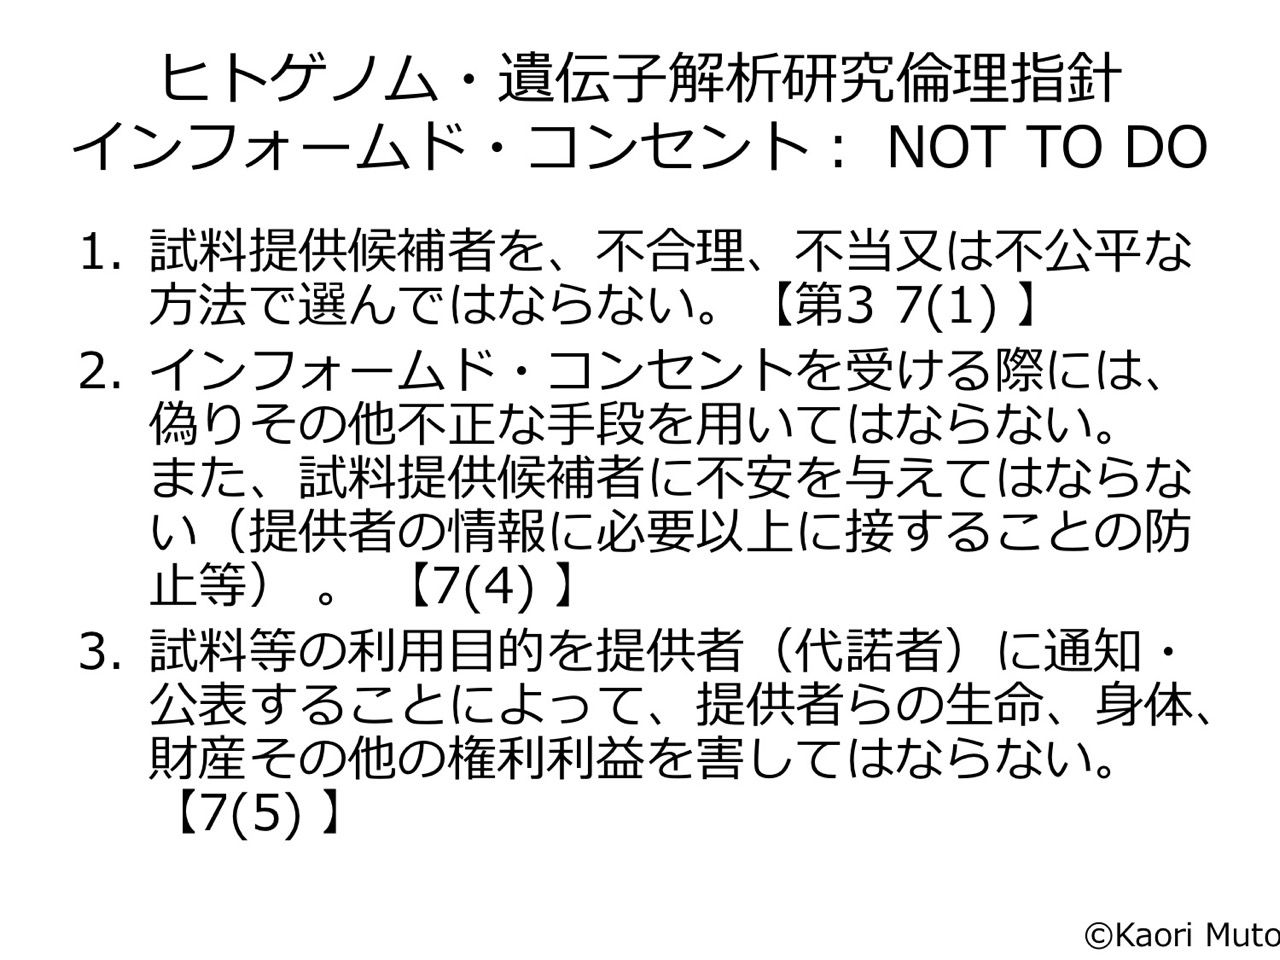 ヒトゲノム・遺伝子解析研究倫理指針
インフォームド・コンセント： NOT TO DO
1. 試料提供候補者を、不合理、不当又は不公平な
方法で選んではならない。【第3 7(1) 】
2. インフォームド・コンセントを受ける際には、
偽りその他不正な手段を用いてはならない。
また、試料提供候補者に不安を与えてはならな
い（提供者の情報に必要以上に接することの防
止等） 。 【7(4) 】
3. 試料等の利用目的を提供者（代諾者）に通知・
公表することによって、提供者らの生命、身体、
財産その他の権利利益を害してはならない。
【7(5) 】
©Kaori Muto